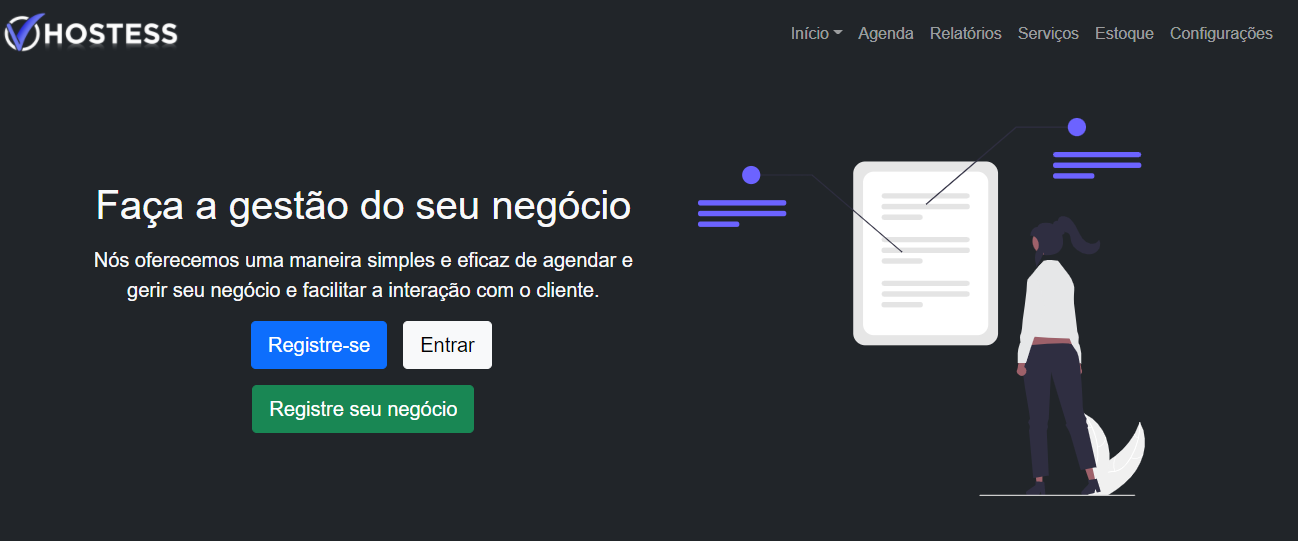 HOSTESS
Início Agenda Relatórios Serviços Estoque Configurações
Faça a gestão do seu negócio
Nós oferecemos uma maneira simples e eficaz de agendar e
gerir seu negócio e facilitar a interação com o cliente.
Registre-se Entrar
Registre seu negócio